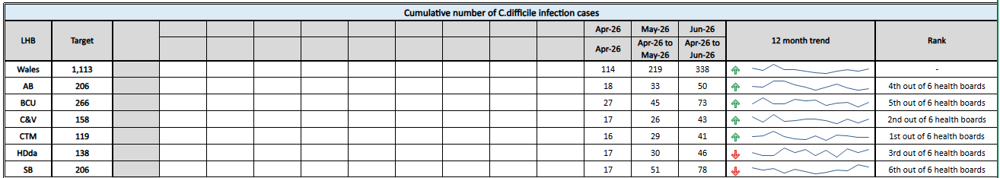 Cumulative number of C.difficile infection cases
LHB Target Apr-26 May-26 Jun-26 12 month trend Rank
Apr-26 Apr-26 to May-26 Apr-26 to Jun-26
Wales 1,113 114 219 338 -
AB 206 18 33 50 4th out of 6 health boards
BCU 266 27 45 73 5th out of 6 health boards
C&V 158 17 26 43 2nd out of 6 health boards
CTM 119 16 29 41 1st out of 6 health boards
HDda 138 17 30 46 3rd out of 6 health boards
SB 206 17 51 78 6th out of 6 health boards